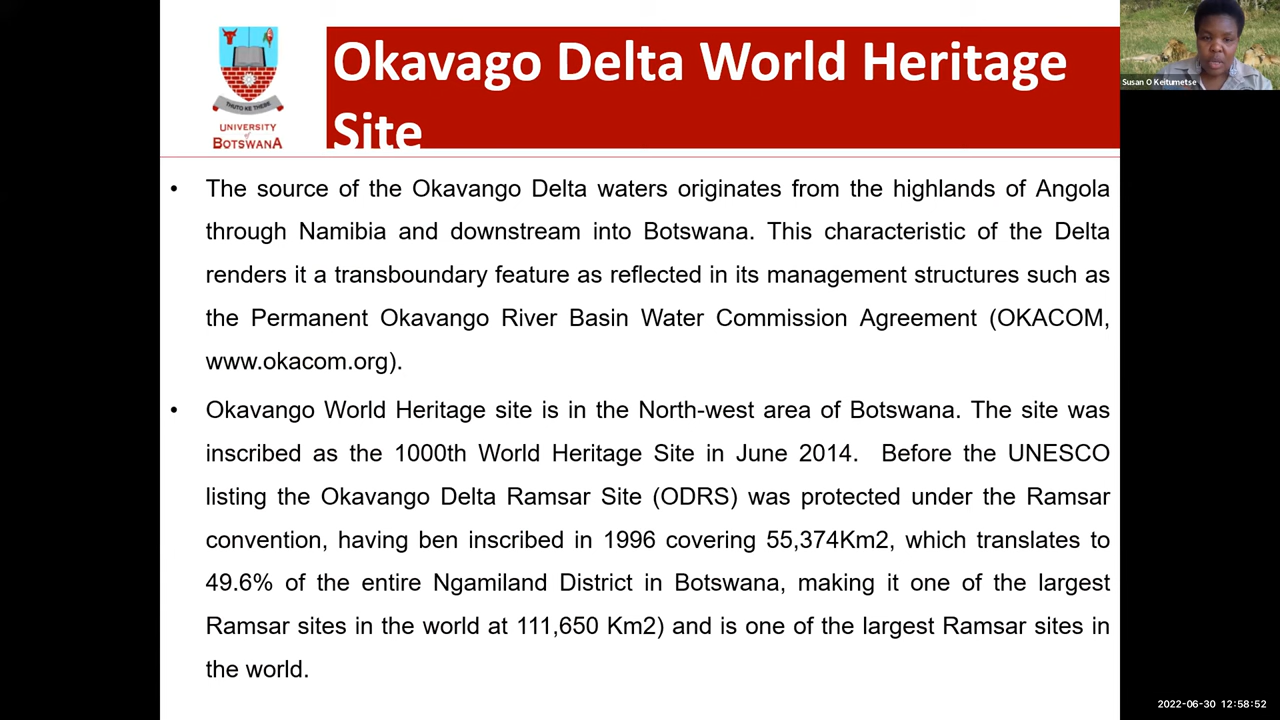 Okavago Delta World Heritage
Site
THUTO KE THEBE
UNIVERSITY
of
BOTSWANA
Susan O Keitumetse
• The source of the Okavango Delta waters originates from the highlands of Angola
through Namibia and downstream into Botswana. This characteristic of the Delta
renders it a transboundary feature as reflected in its management structures such as
the Permanent Okavango River Basin Water Commission Agreement (OKACOM,
www.okacom.org).
• Okavango World Heritage site is in the North-west area of Botswana. The site was
inscribed as the 1000th World Heritage Site in June 2014.  Before the UNESCO
listing the Okavango Delta Ramsar Site (ODRS) was protected under the Ramsar
convention, having ben inscribed in 1996 covering 55,374Km2, which translates to
49.6% of the entire Ngamiland District in Botswana, making it one of the largest
Ramsar sites in the world at 111,650 Km2) and is one of the largest Ramsar sites in
the world.
2022-06-30 12:58:52